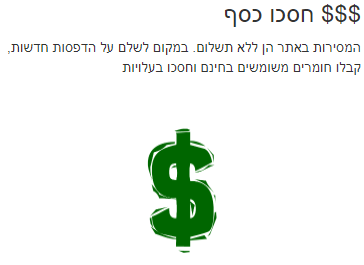 $$$ חסכו כסף
המסירות באתר הן ללא תשלום. במקום לשלם על הדפסות חדשות,
קבלו חומרים משומשים בחינם וחסכו בעלויות
$